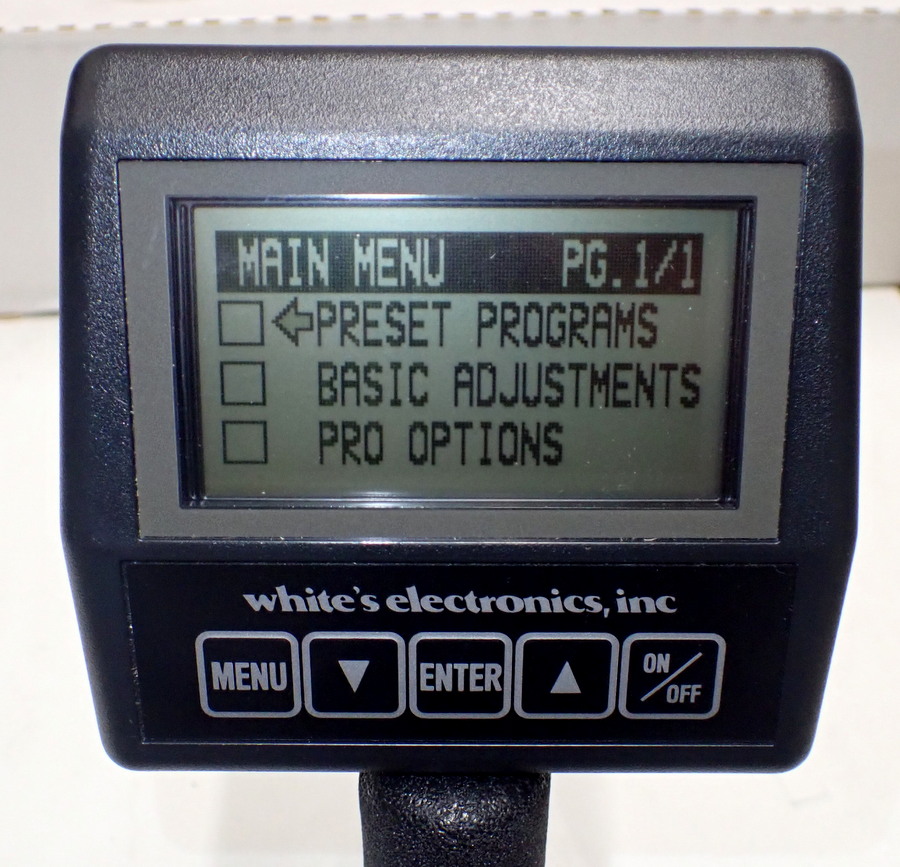 MAIN MENU PG.1/1
PRESET PROGRAMS
BASIC ADJUSTMENTS
PRO OPTIONS
white's electronics, inc
MENU ENTER ON/OFF